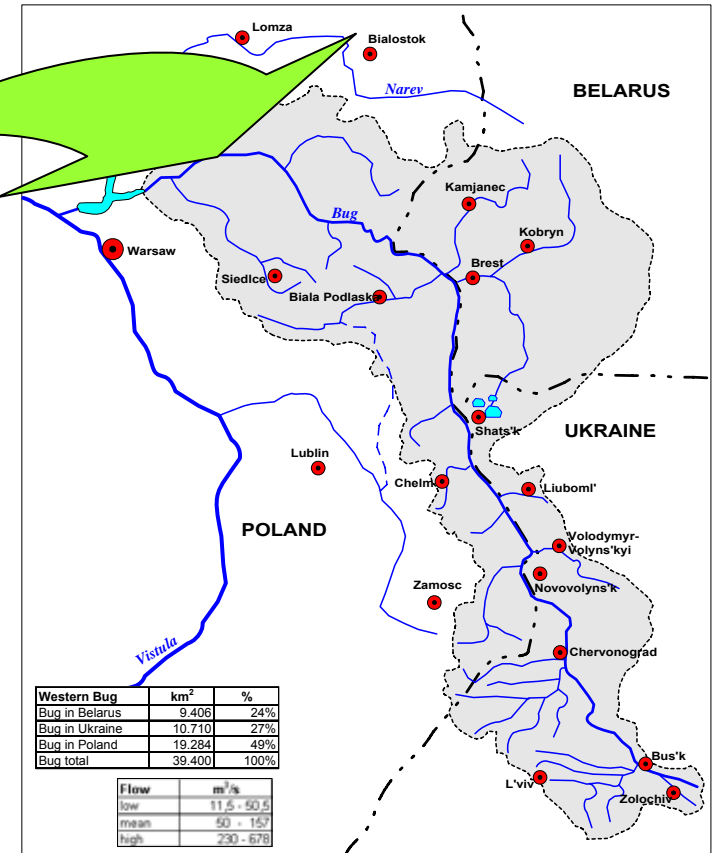 Lomza
Bialostok
Narev
BELARUS
Kamjanec
Bug
Kobryn
Warsaw
Siedlce
Brest
Biala Podlaska
Shats'k
UKRAINE
Lublin
Chelm
Liuboml'
POLAND
Volodymyr-
Volyns'kyi
Novovolyns'k
Zamosc
Vistula
Chervonograd
Western Bug km² %
Bug in Belarus 9.406 24%
Bug in Ukraine 10.710 27%
Bug in Poland 19.284 49%
Bug total 39.400 100%
Bus'k
L'viv
Zolochiv
Flow m³/s
low 11,5 - 50,5
mean 50 - 157
high 230 - 678